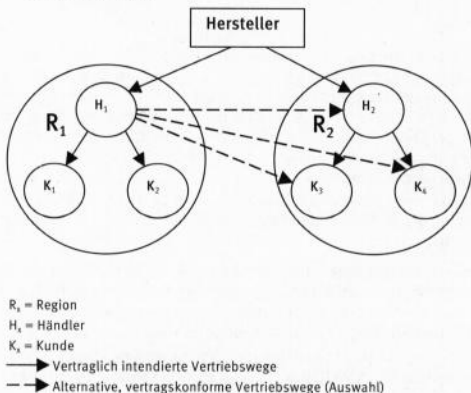 Hersteller
H₁
H₂
R₁
R₂
K₁
K₂
K₃
K₄
Rₓ = Region
Hₓ = Händler
Kₓ = Kunde
Vertraglich intendierte Vertriebswege
Alternative, vertragskonforme Vertriebswege (Auswahl)